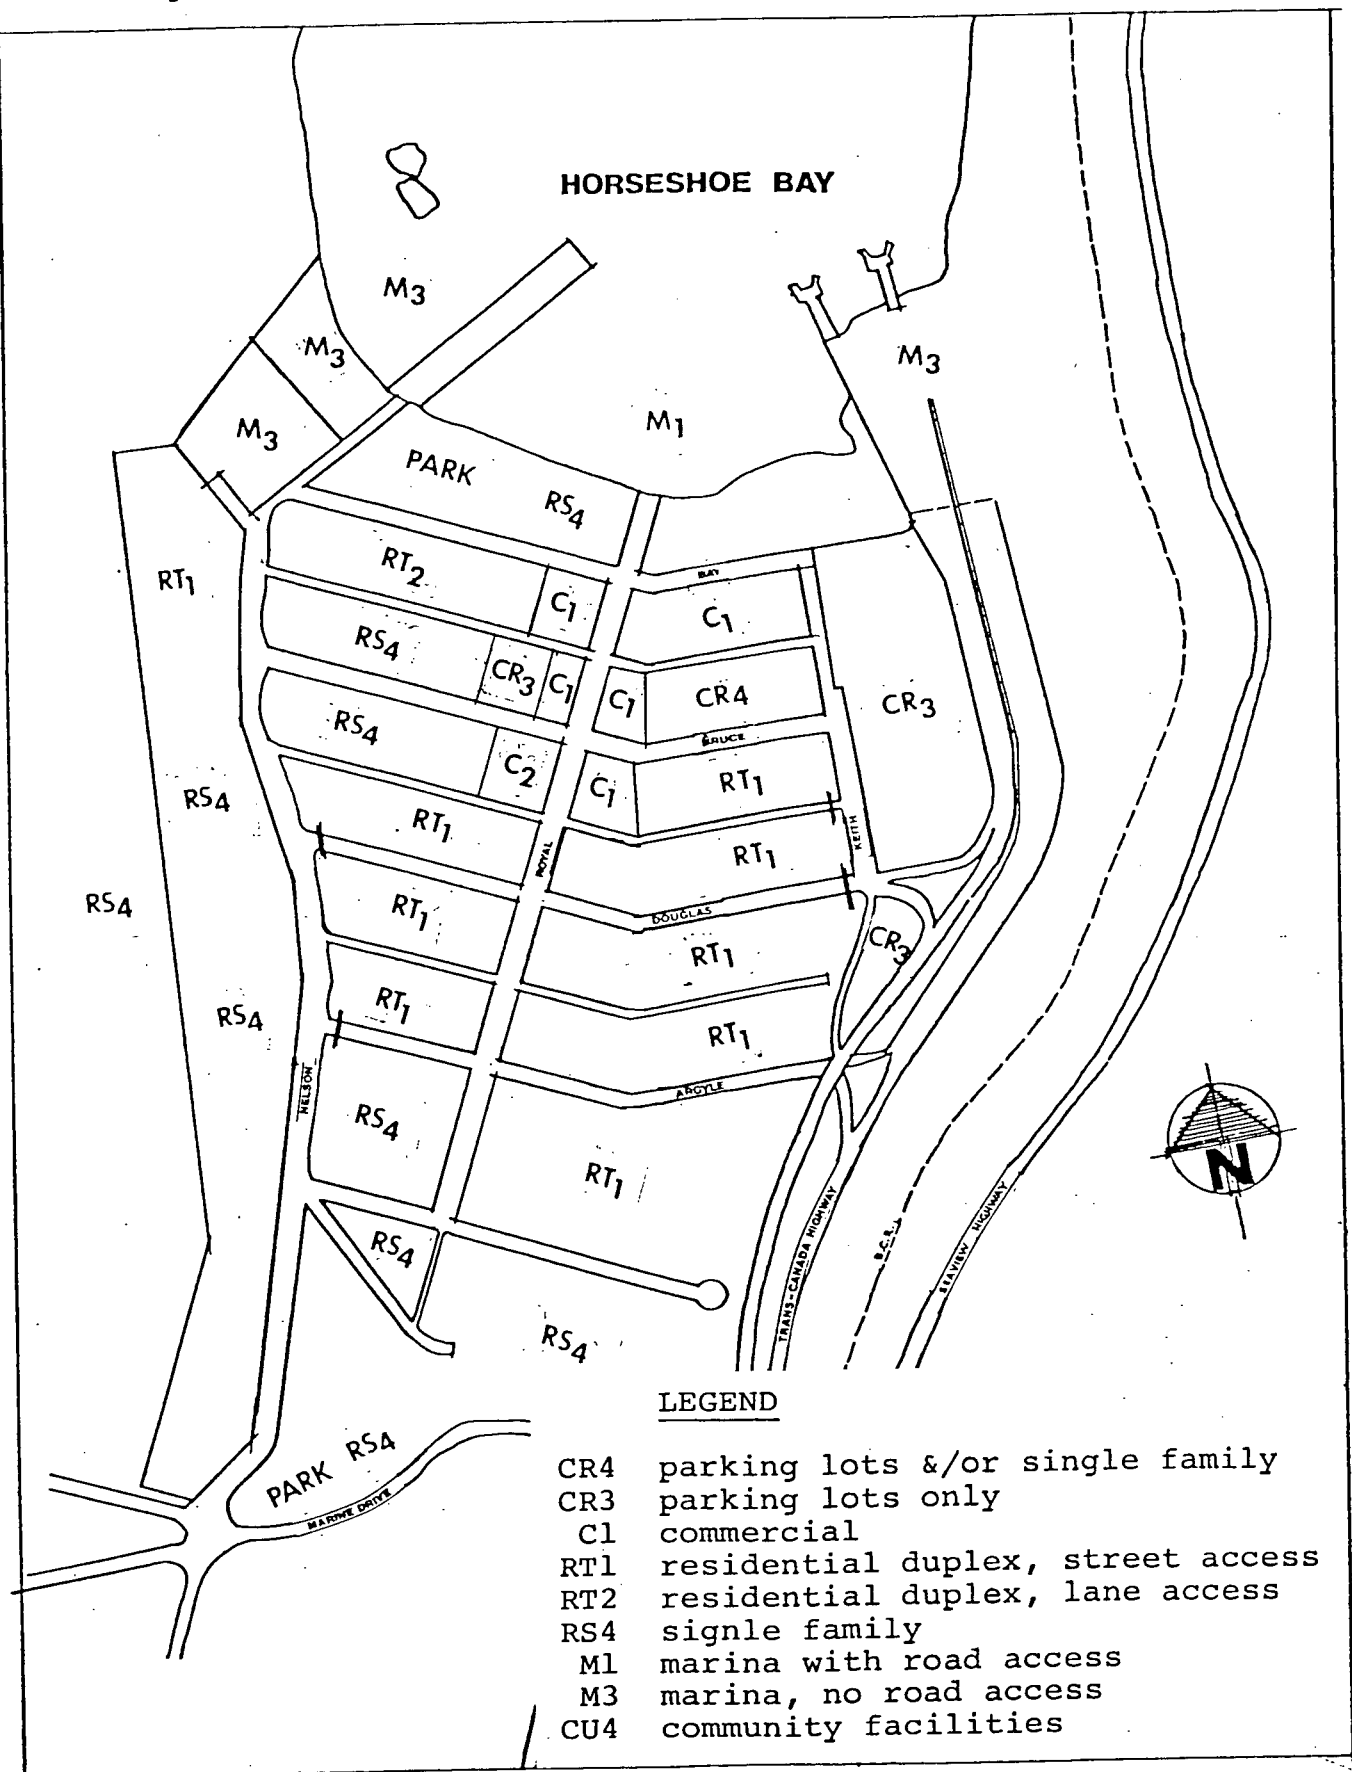 HORSESHOE BAY
M3
M3
M3
M3
M1
PARK
RS4
RT1
RT2
C1
BAY
C1
RS4
CR3
C1
C1
CR4
CR3
RS4
C2
BRUCE
C1
RT1
RS4
RT1
ROYAL
RT1
KEITH
RS4
RT1
DOUGLAS
RT1
CR3
RS4
RT1
RT1
NELSON
RS4
ARGYLE
RT1
N
RS4
RS4
TRANS-CANADA HIGHWAY
B.C.R.
SEAVIEW HIGHWAY
PARK RS4
MARINE DRIVE
LEGEND
CR4 parking lots &/or single family
CR3 parking lots only
C1 commercial
RT1 residential duplex, street access
RT2 residential duplex, lane access
RS4 signle family
M1 marina with road access
M3 marina, no road access
CU4 community facilities